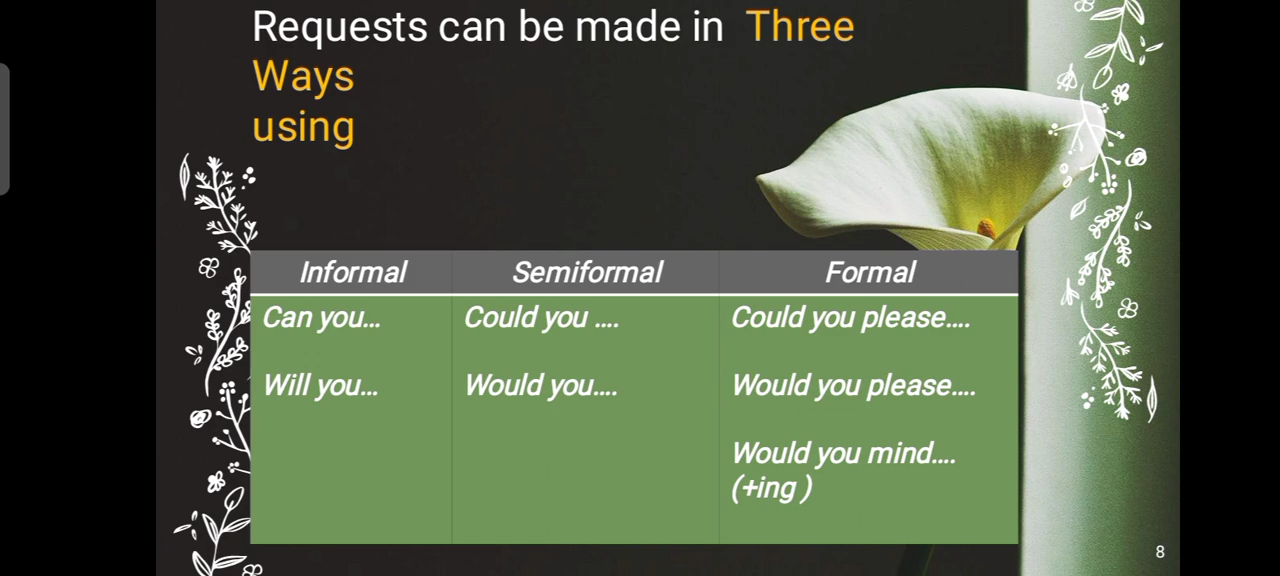 Requests can be made in Three
Ways
using
Informal Semiformal Formal
Can you... Could you .... Could you please....
Will you... Would you.... Would you please....
Would you mind....
(+ing )
8